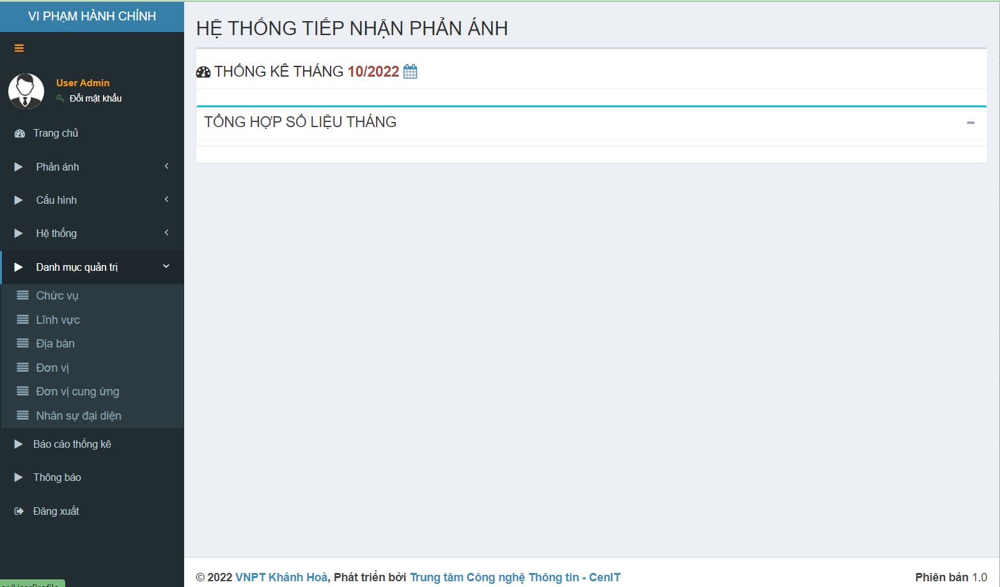 VI PHẠM HÀNH CHÍNH
User Admin
Đổi mật khẩu
Trang chủ
Phản ánh
Cấu hình
Hệ thống
Danh mục quản trị
Chức vụ
Lĩnh vực
Địa bàn
Đơn vị
Đơn vị cung ứng
Nhân sự đại diện
Báo cáo thống kê
Thông báo
Đăng xuất
HỆ THỐNG TIẾP NHẬN PHẢN ÁNH
THỐNG KÊ THÁNG 10/2022
TỔNG HỢP SỐ LIỆU THÁNG
© 2022 VNPT Khánh Hoà, Phát triển bởi Trung tâm Công nghệ Thông tin - CenIT
Phiên bản 1.0